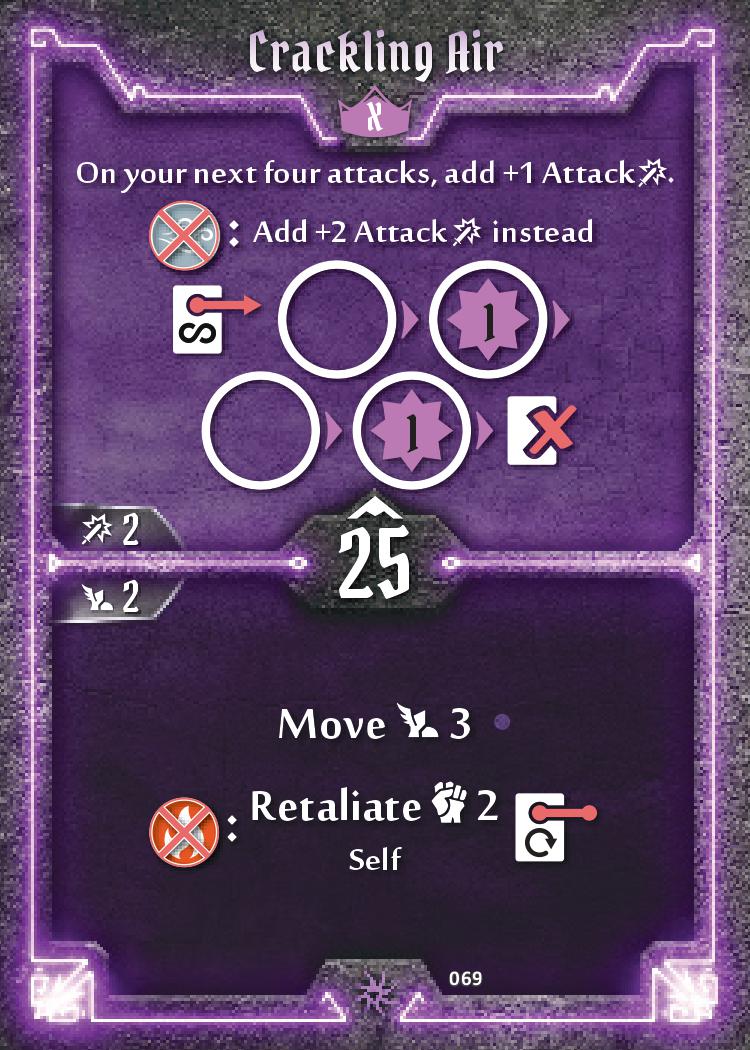 Crackling Air
X
On your next four attacks, add +1 Attack.
: Add +2 Attack instead
1
1
2
25
2
Move 3
: Retaliate 2
Self
069